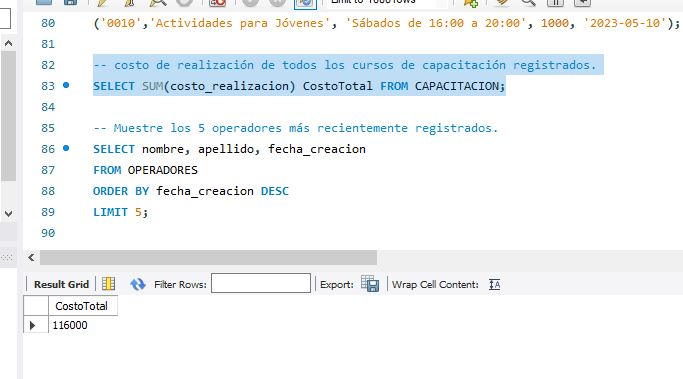 80 ('0010','Actividades para Jóvenes', 'Sábados de 16:00 a 20:00', 1000, '2023-05-10');
81
82 -- costo de realización de todos los cursos de capacitación registrados.
83 SELECT SUM(costo_realizacion) CostoTotal FROM CAPACITACION;
84
85 -- Muestre los 5 operadores más recientemente registrados.
86 SELECT nombre, apellido, fecha_creacion
87 FROM OPERADORES
88 ORDER BY fecha_creacion DESC
89 LIMIT 5;
90
Result Grid Filter Rows: Export: Wrap Cell Content:
CostoTotal
116000